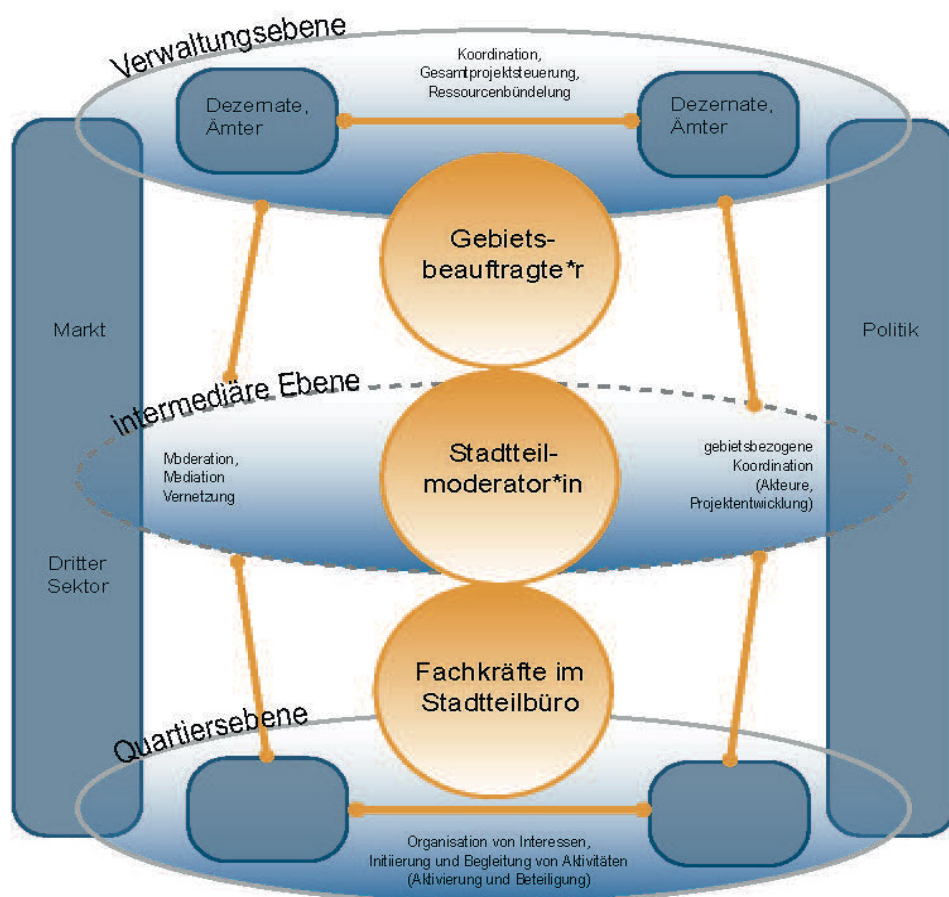 Verwaltungsebene
Koordination,
Gesamtprojektsteuerung,
Ressourcenbündelung
Dezernate,
Ämter
Dezernate,
Ämter
Gebiets-
beauftragte*r
Markt
Politik
intermediäre Ebene
Moderation,
Mediation
Vernetzung
Stadtteil-
moderator*in
gebietsbezogene
Koordination
(Akteure,
Projektentwicklung)
Dritter
Sektor
Fachkräfte im
Stadtteilbüro
Quartiersebene
Organisation von Interessen,
Initiierung und Begleitung von Aktivitäten
(Aktivierung und Beteiligung)